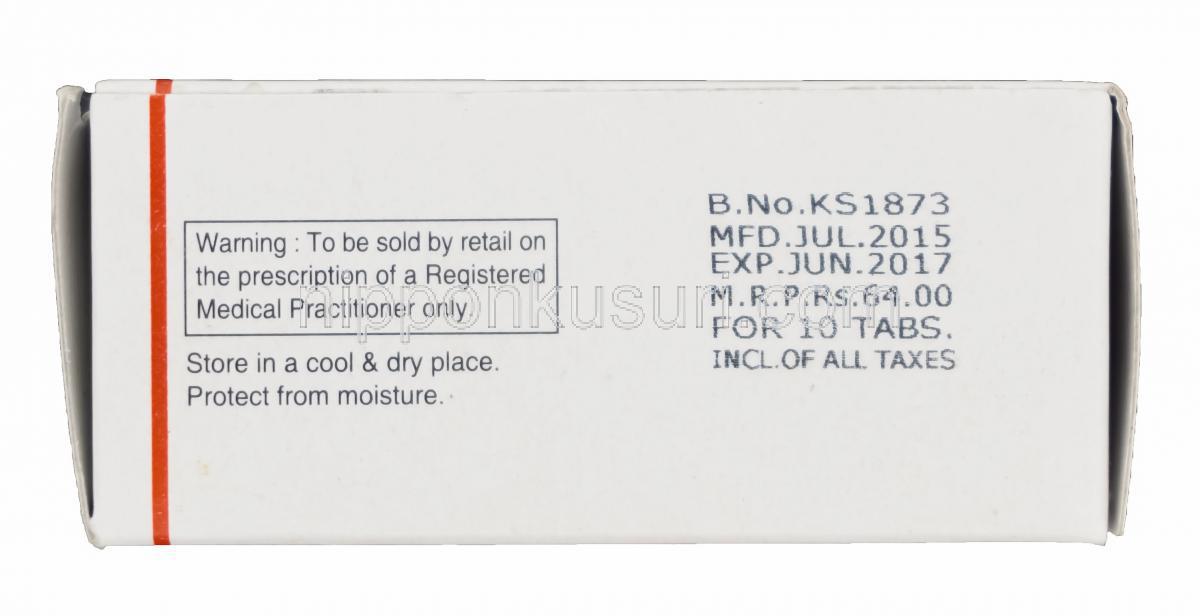 Warning : To be sold by retail on
the prescription of a Registered
Medical Practitioner only.
Store in a cool & dry place.
Protect from moisture.
B.No.KS1873
MFD.JUL.2015
EXP.JUN.2017
M.R.P.Rs.64.00
FOR 10 TABS.
INCL.OF ALL TAXES
nipponkusuri.com